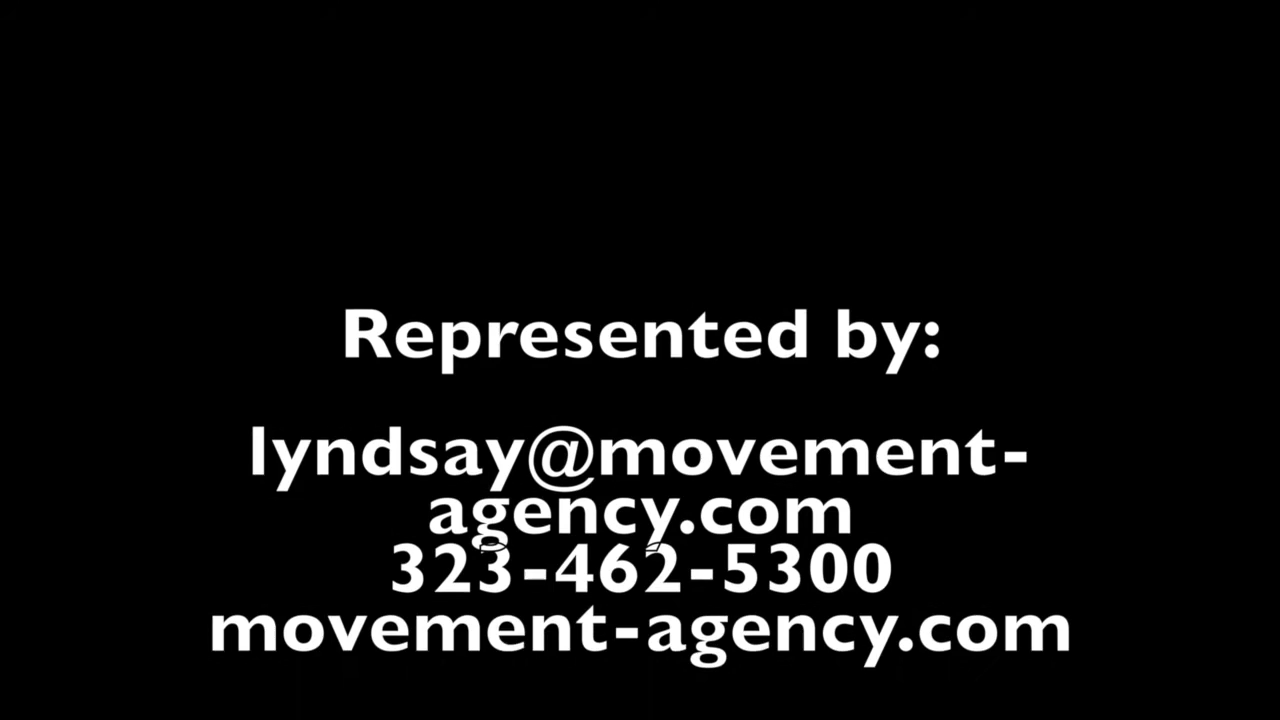 Represented by:
lyndsay@movement-
agency.com
323-462-5300
movement-agency.com